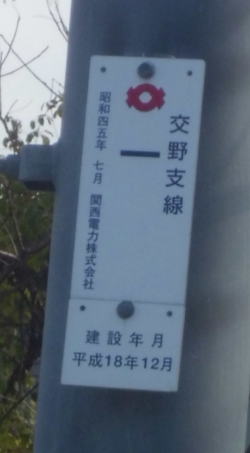 交野支線
一
昭和四五年 七月 関西電力株式会社
建設年月
平成18年12月